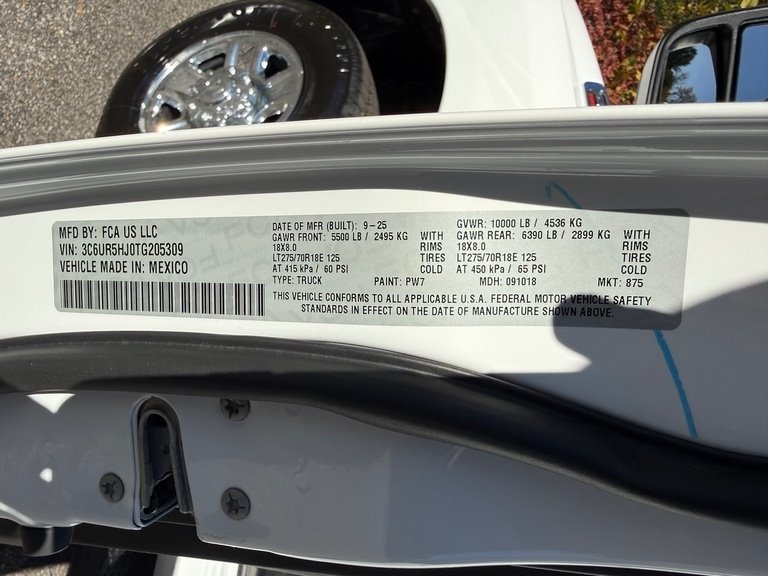 MFD BY: FCA US LLC
VIN: 3C6UR5HJ0TG205309
VEHICLE MADE IN: MEXICO
DATE OF MFR (BUILT): 9-25
GAWR FRONT: 5500 LB / 2495 KG WITH
18X8.0 RIMS
LT275/70R18E 125 TIRES
AT 415 kPa / 60 PSI COLD
TYPE: TRUCK PAINT: PW7
GVWR: 10000 LB / 4536 KG
GAWR REAR: 6390 LB / 2899 KG WITH
18X8.0 RIMS
LT275/70R18E 125 TIRES
AT 450 kPa / 65 PSI COLD
MDH: 091018 MKT: 875
THIS VEHICLE CONFORMS TO ALL APPLICABLE U.S.A. FEDERAL MOTOR VEHICLE SAFETY
STANDARDS IN EFFECT ON THE DATE OF MANUFACTURE SHOWN ABOVE.